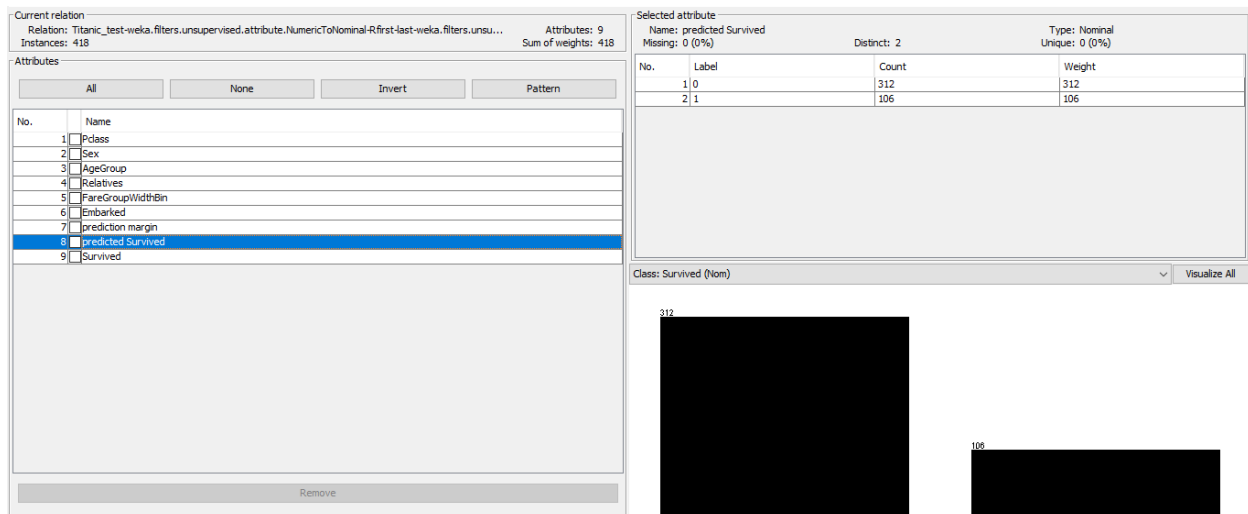 Current relation
Relation: Titanic_test-weka.filters.unsupervised.attribute.NumericToNominal-Rfirst-last-weka.filters.unsu... Attributes: 9
Instances: 418 Sum of weights: 418
Attributes
All None Invert Pattern
No. Name
1 Pclass
2 Sex
3 AgeGroup
4 Relatives
5 FareGroupWidthBin
6 Embarked
7 prediction margin
8 predicted Survived
9 Survived
Remove
Selected attribute
Name: predicted Survived Type: Nominal
Missing: 0 (0%) Distinct: 2 Unique: 0 (0%)
No. Label Count Weight
1 0 312 312
2 1 106 106
Class: Survived (Nom) Visualize All
312
106